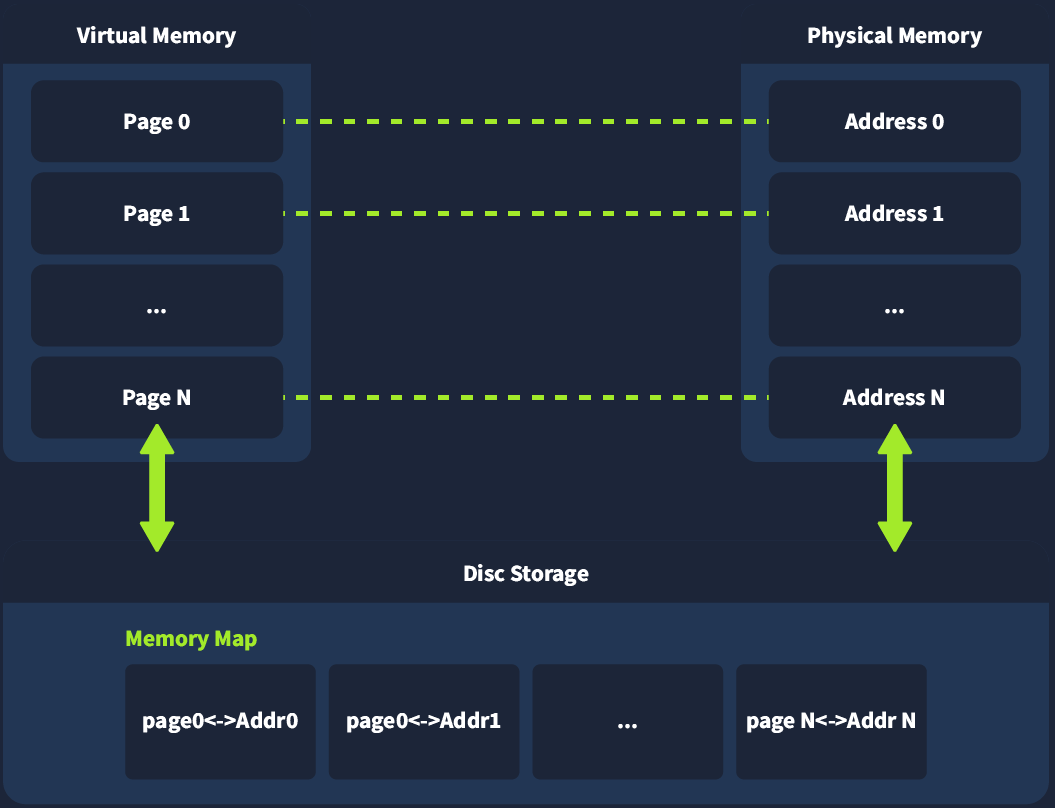 Virtual Memory
Physical Memory
Page 0
Address 0
Page 1
Address 1
...
...
Page N
Address N
Disc Storage
Memory Map
page0<->Addr0
page0<->Addr1
...
page N<->Addr N